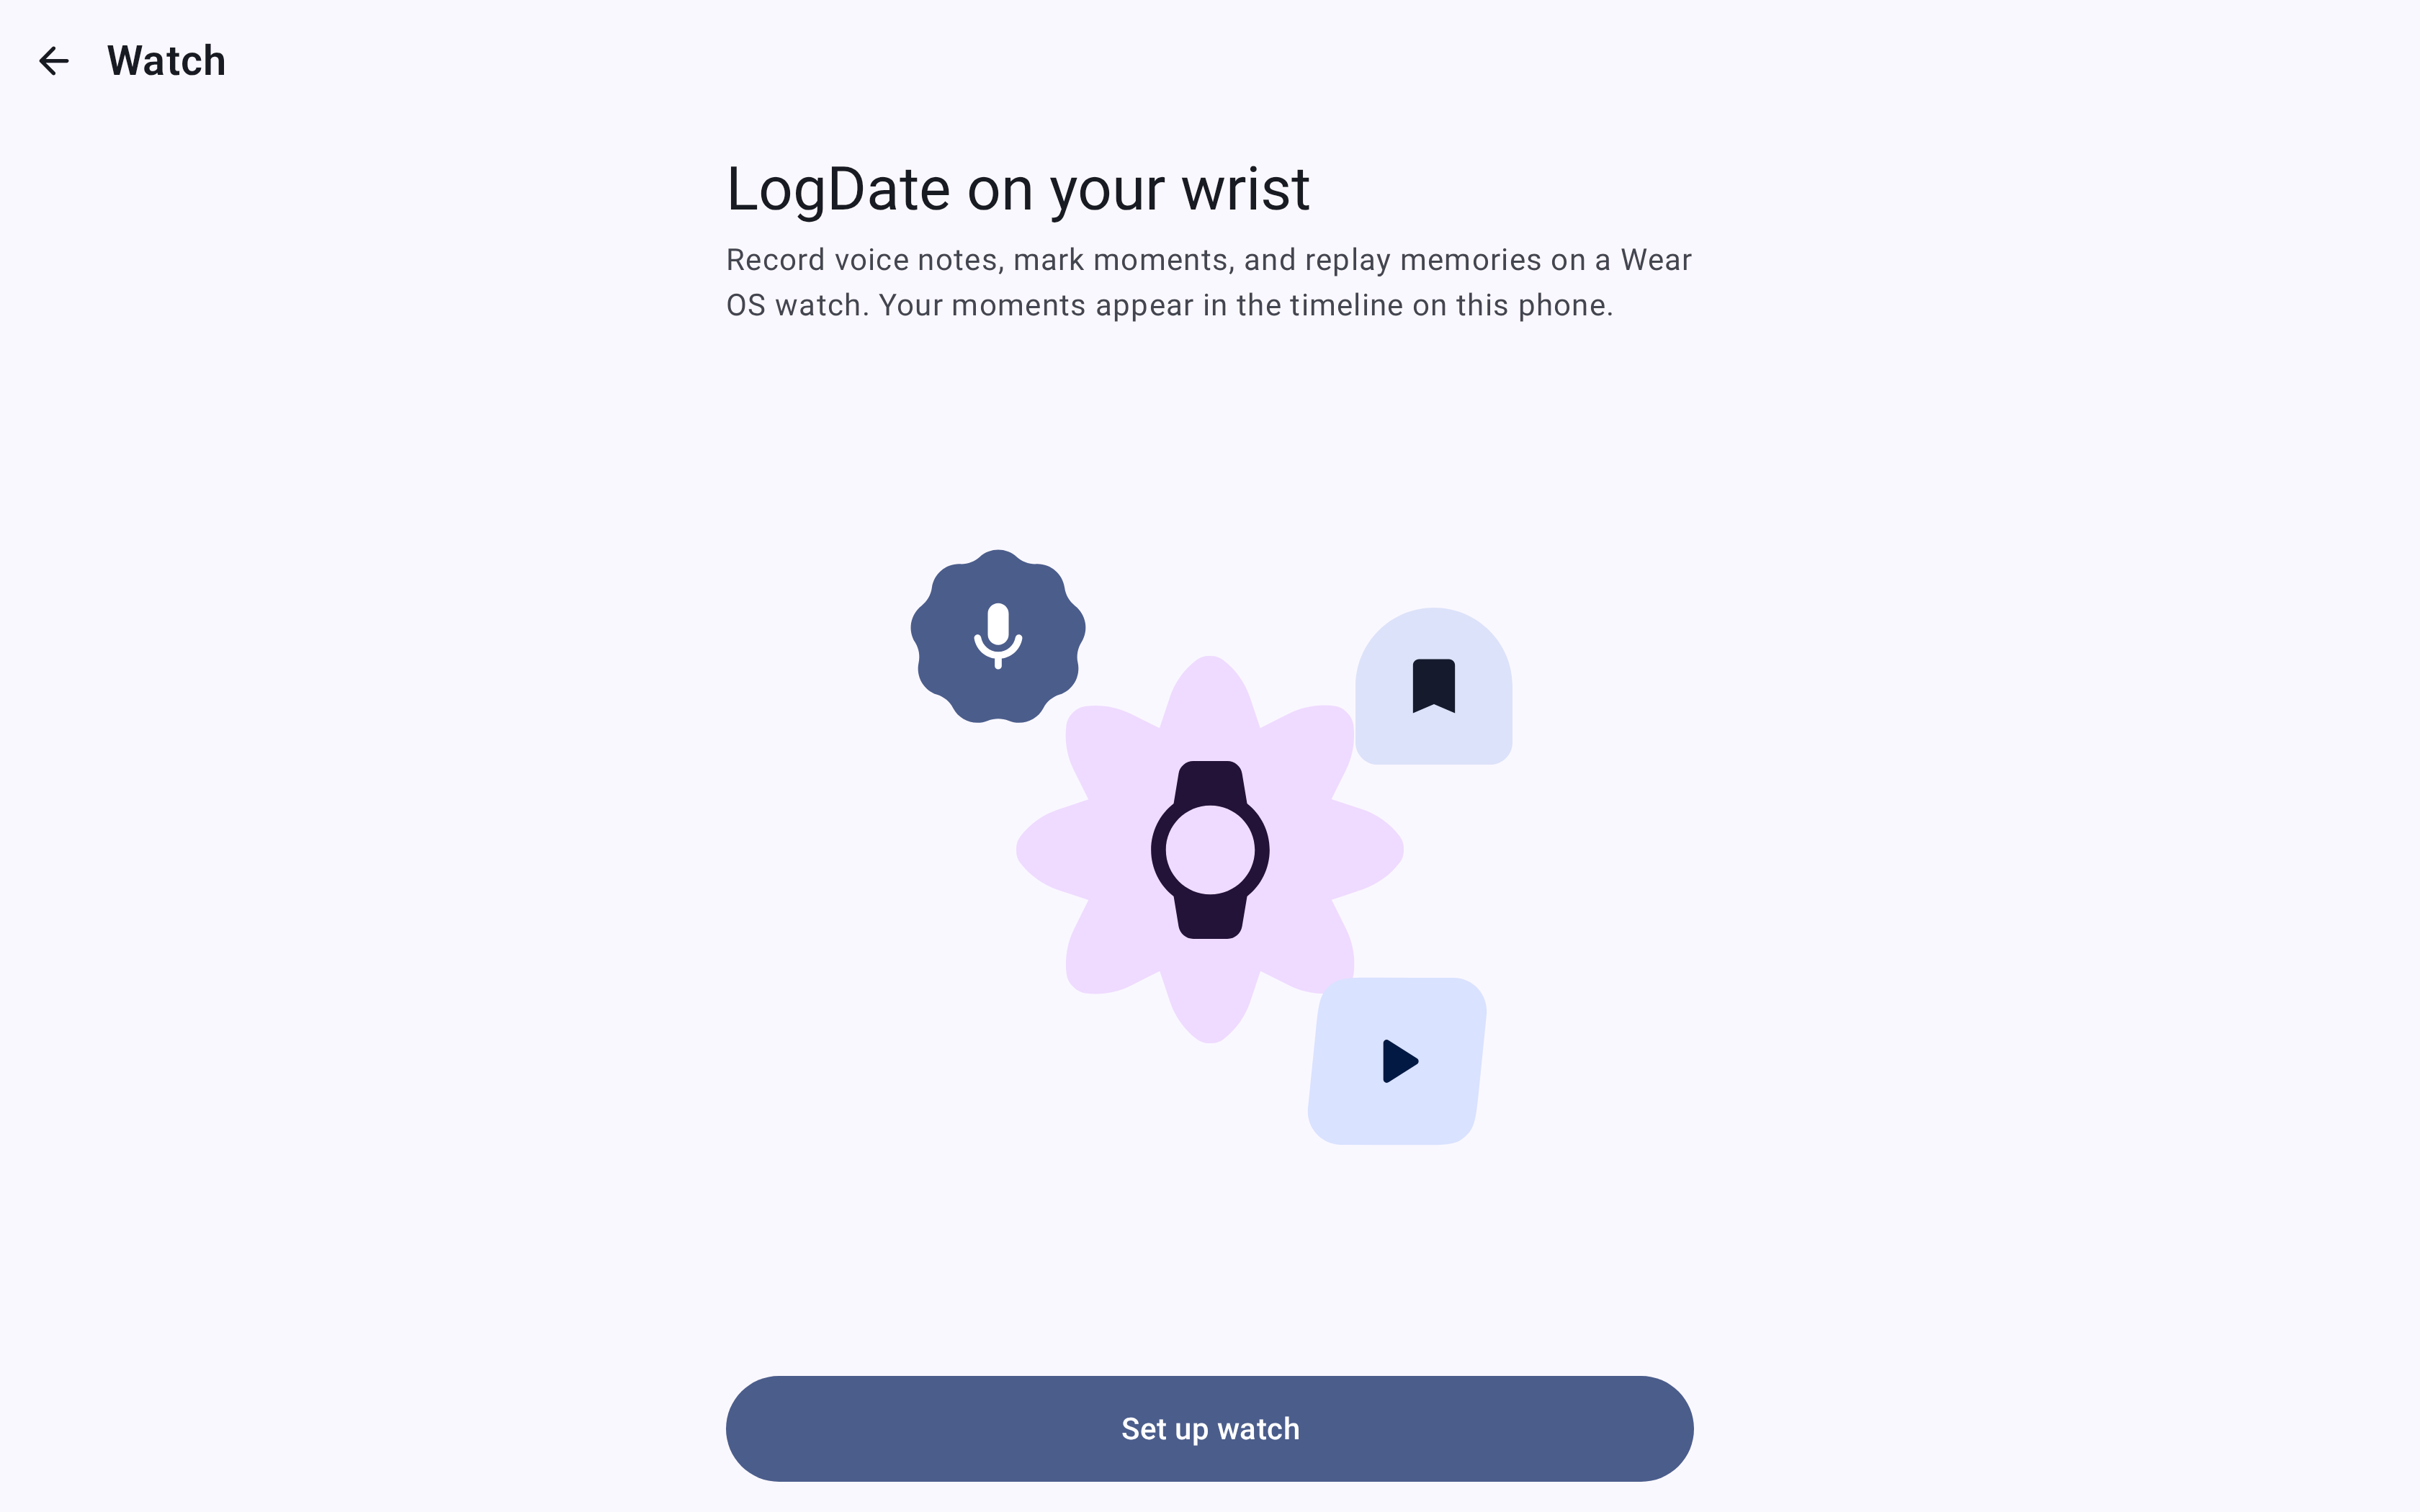 Watch
LogDate on your wrist
Record voice notes, mark moments, and replay memories on a Wear
OS watch. Your moments appear in the timeline on this phone.
Set up watch